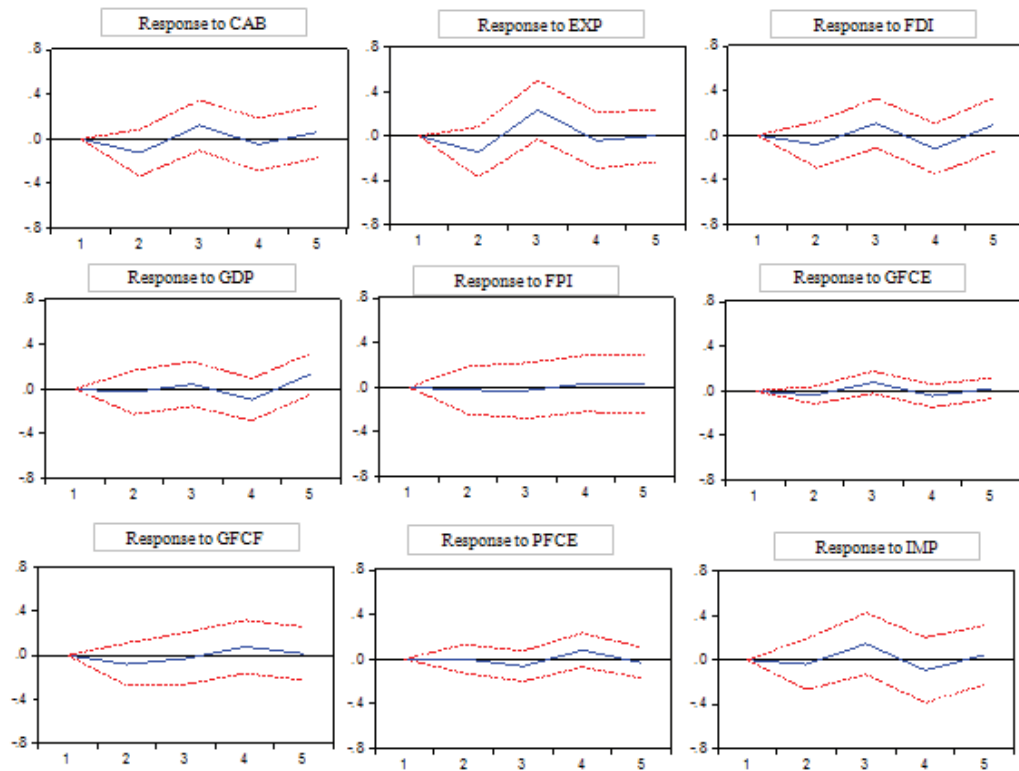 Response to CAB
Response to EXP
Response to FDI
.8
.4
.0
-.4
-.8
1 2 3 4 5
.8
.4
.0
-.4
-.8
1 2 3 4 5
.8
.4
.0
-.4
-.8
1 2 3 4 5
Response to GDP
Response to FPI
Response to GFCE
.8
.4
.0
-.4
-.8
1 2 3 4 5
.8
.4
.0
-.4
-.8
1 2 3 4 5
.8
.4
.0
-.4
-.8
1 2 3 4 5
Response to GFCF
Response to PFCE
Response to IMP
.8
.4
.0
-.4
-.8
1 2 3 4 5
.8
.4
.0
-.4
-.8
1 2 3 4 5
.8
.4
.0
-.4
-.8
1 2 3 4 5